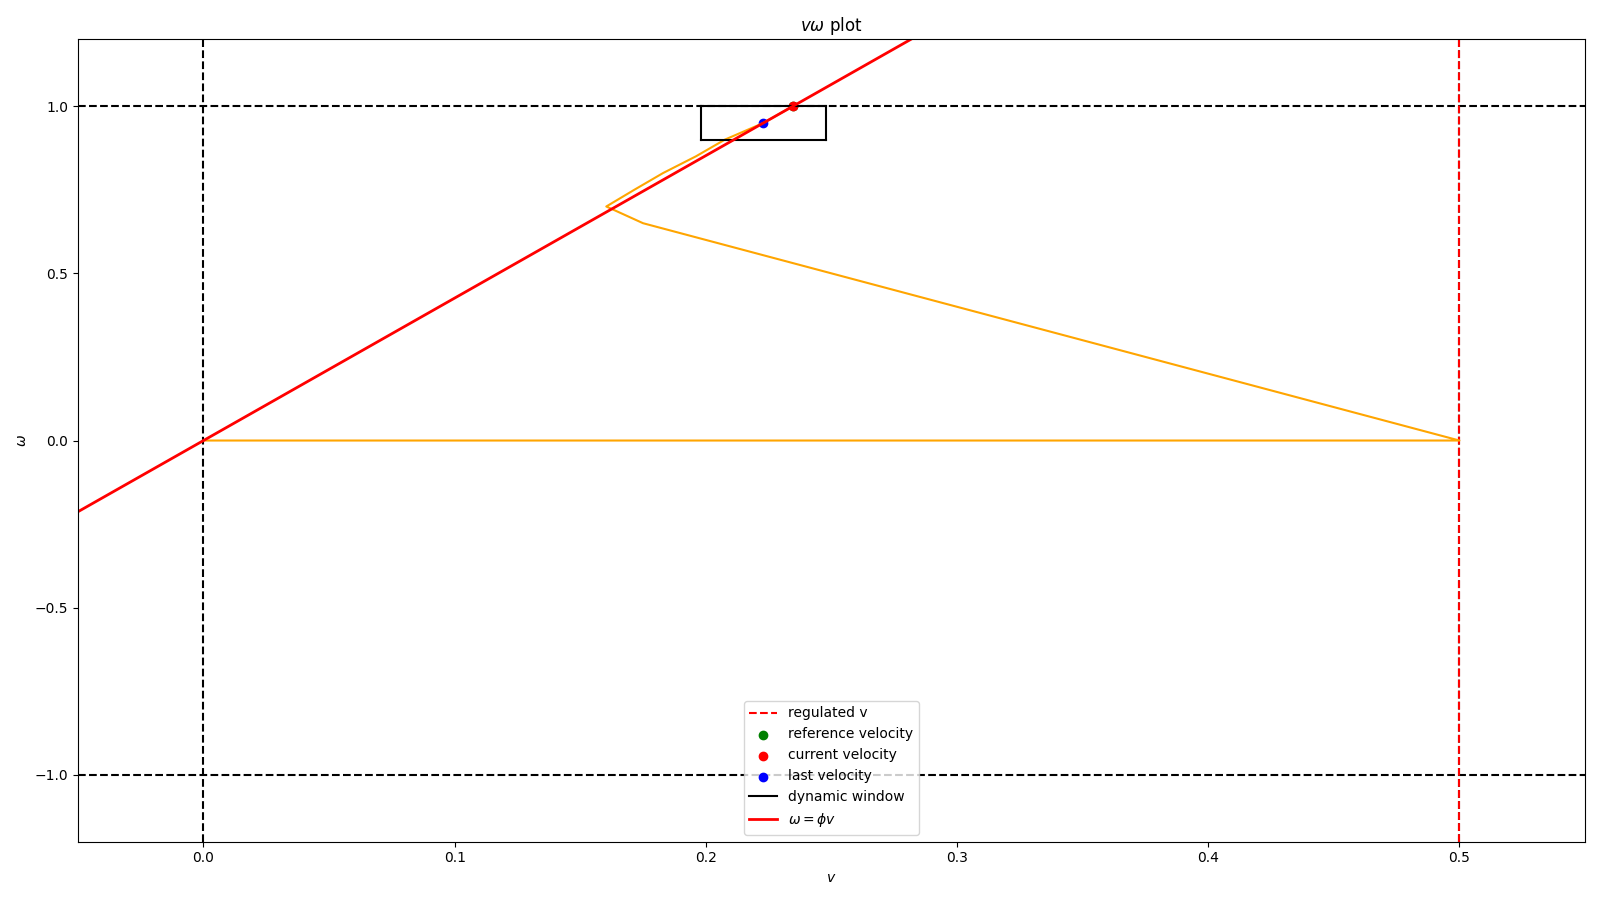 vω plot
1.0
0.5
0.0
−0.5
−1.0
ω
0.0 0.1 0.2 0.3 0.4 0.5
v
regulated v
reference velocity
current velocity
last velocity
dynamic window
ω = ϕv